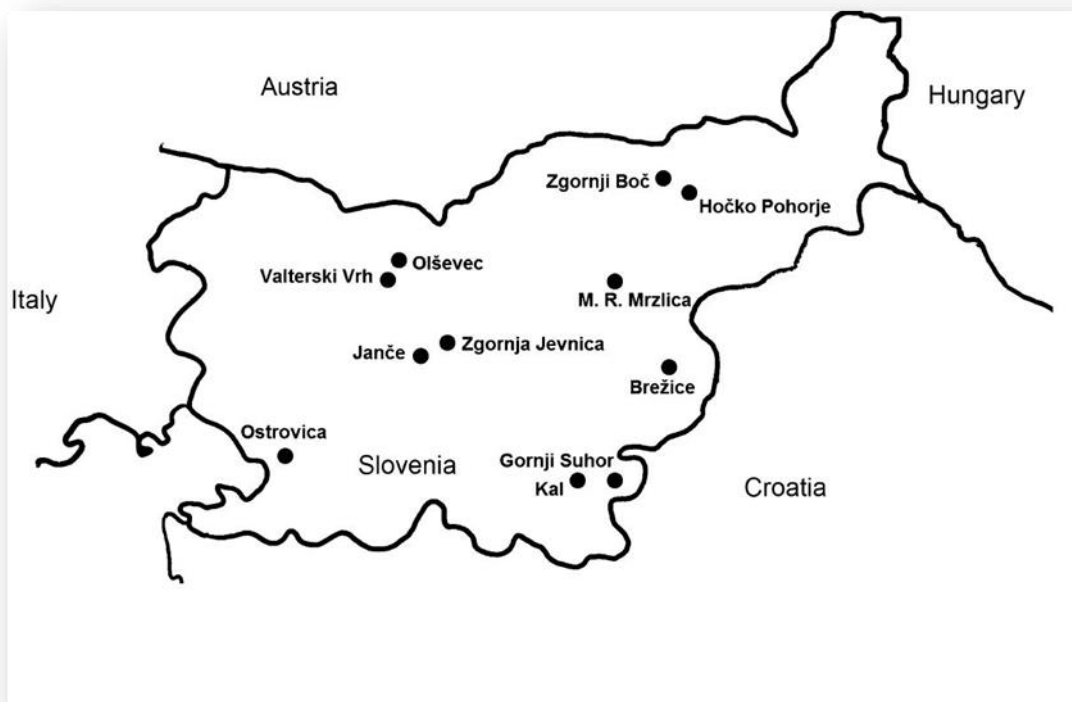 Austria
Hungary
Zgornji Boč
Hočko Pohorje
Olševec
Valterski Vrh
Italy
M. R. Mrzlica
Zgornja Jevnica
Janče
Brežice
Ostrovica
Slovenia
Gornji Suhor
Kal
Croatia